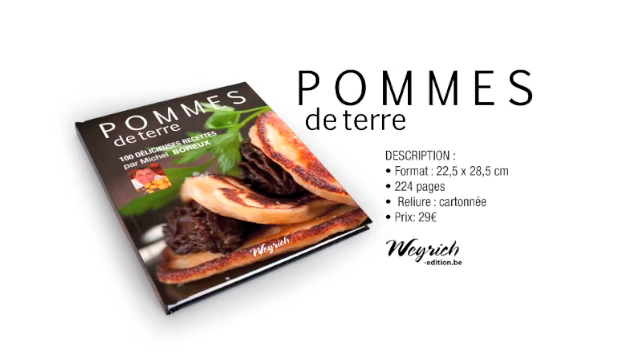 POMMES
de terre
100 DÉLICIEUSES RECETTES
par Michel BOREUX
Weyrich
POMMES
de terre
DESCRIPTION :
• Format : 22,5 x 28,5 cm
• 224 pages
• Reliure : cartonnée
• Prix: 29€
Weyrich
-edition.be